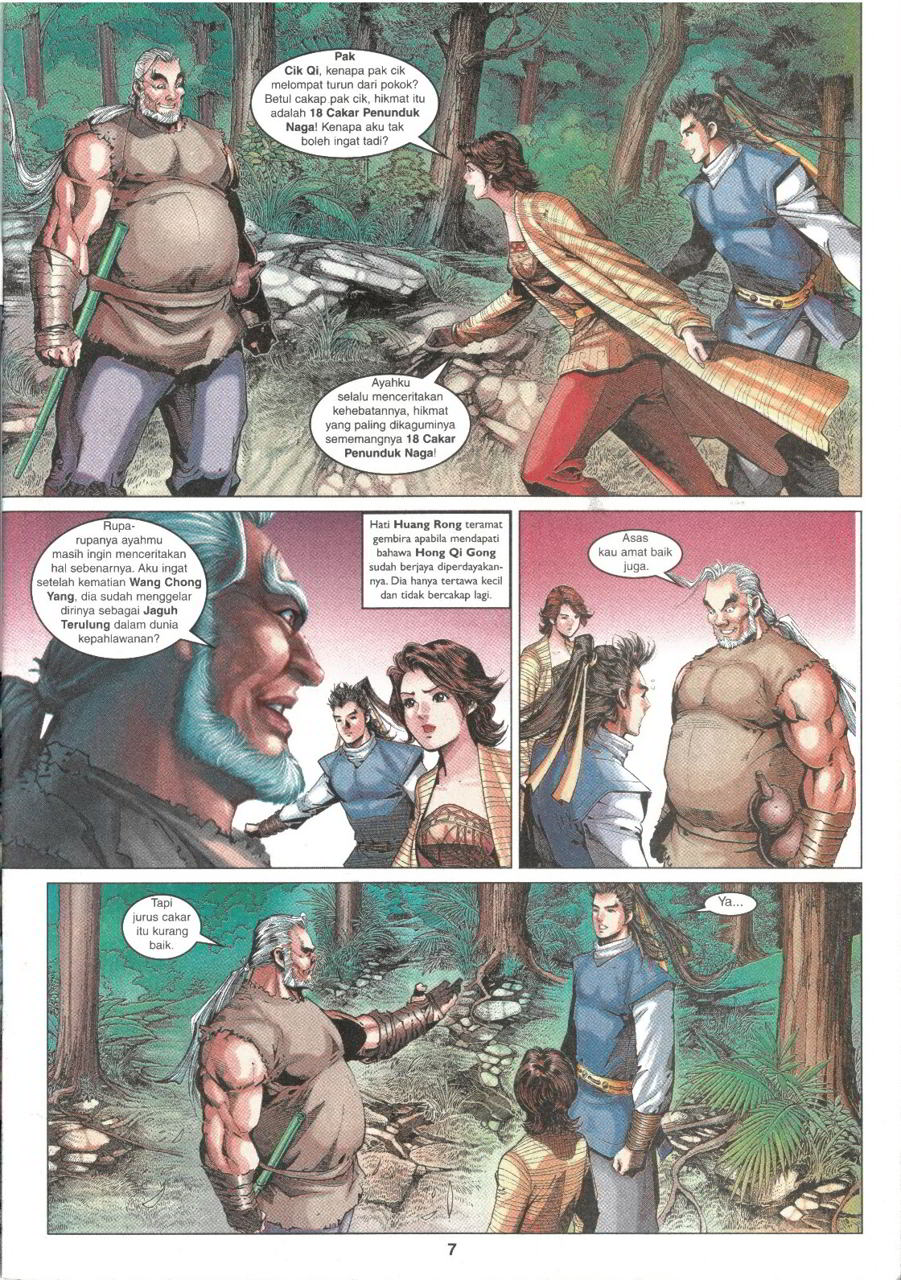 Pak
Cik Qi, kenapa pak cik
melompat turun dari pokok?
Betul cakap pak cik, hikmat itu
adalah 18 Cakar Penunduk
Naga! Kenapa aku tak
boleh ingat tadi?
Ayahku
selalu menceritakan
kehebatannya, hikmat
yang paling dikaguminya
sememangnya 18 Cakar
Penunduk Naga!
Rupa-
rupanya ayahmu
masih ingin menceritakan
hal sebenarnya. Aku ingat
setelah kematian Wang Chong
Yang, dia sudah menggelar
dirinya sebagai Jaguh
Terulung dalam dunia
kepahlawanan?
Hati Huang Rong teramat
gembira apabila mendapati
bahawa Hong Qi Gong
sudah berjaya diperdayakan-
nya. Dia hanya tertawa kecil
dan tidak bercakap lagi.
Asas
kau amat baik
juga.
Tapi
jurus cakar
itu kurang
baik.
Ya...
7